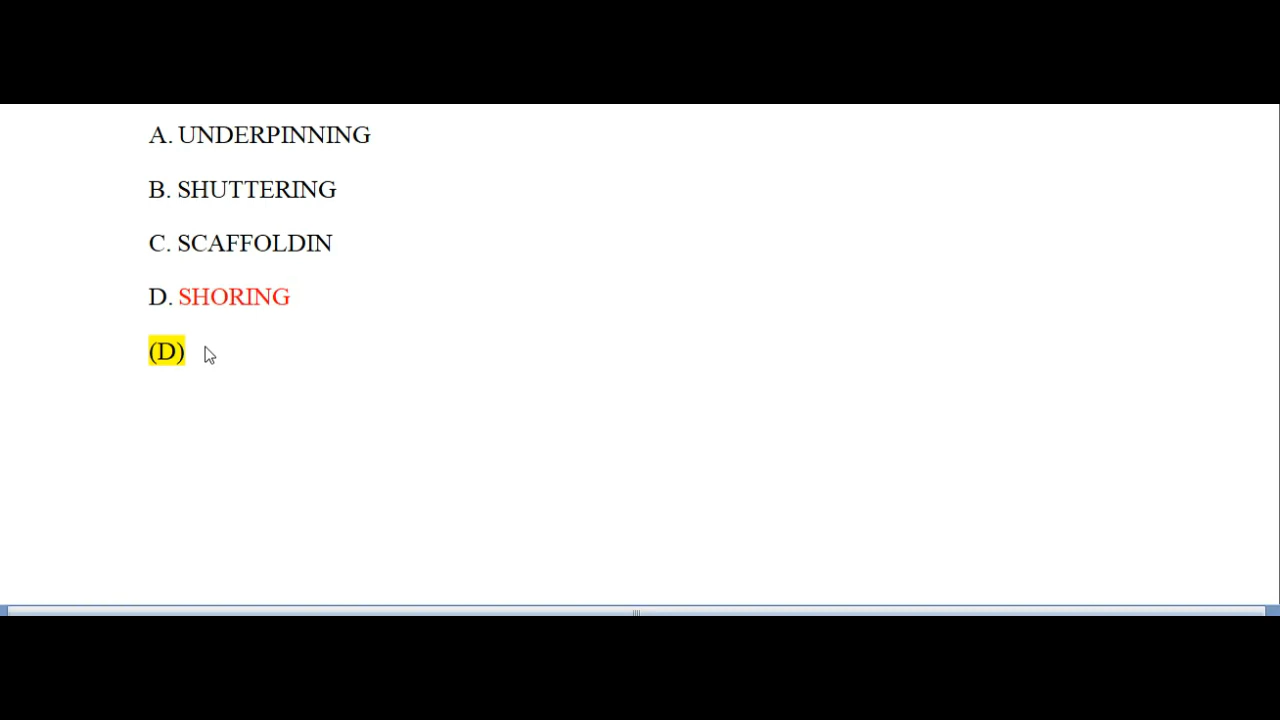 A. UNDERPINNING
B. SHUTTERING
C. SCAFFOLDIN
D. SHORING
(D)